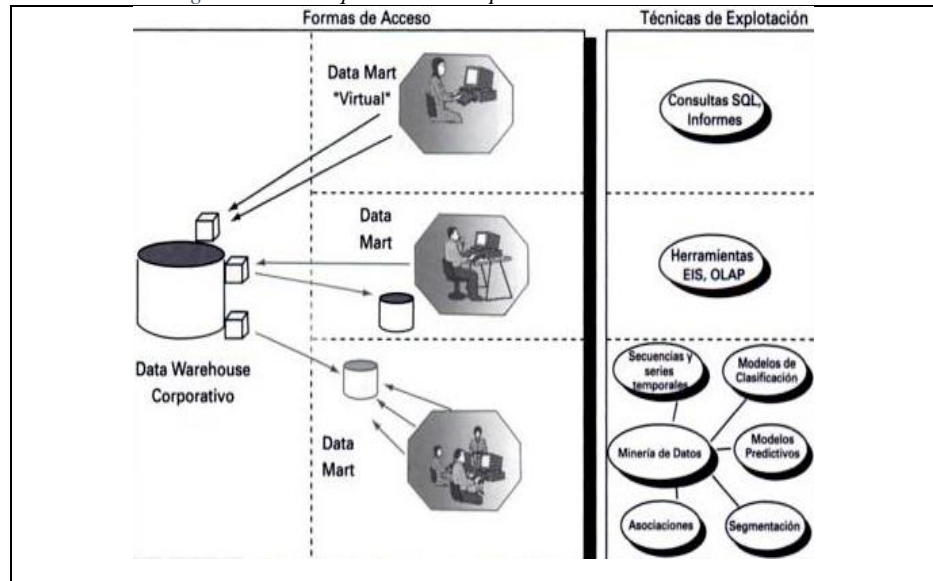 Formas de Acceso
Técnicas de Explotación
Data Mart
"Virtual"
Consultas SQL,
Informes
Data
Mart
Herramientas
EIS, OLAP
Data Warehouse
Corporativo
Data
Mart
Secuencias y
series
temporales
Modelos de
Clasificación
Minería de Datos
Modelos
Predictivos
Asociaciones
Segmentación